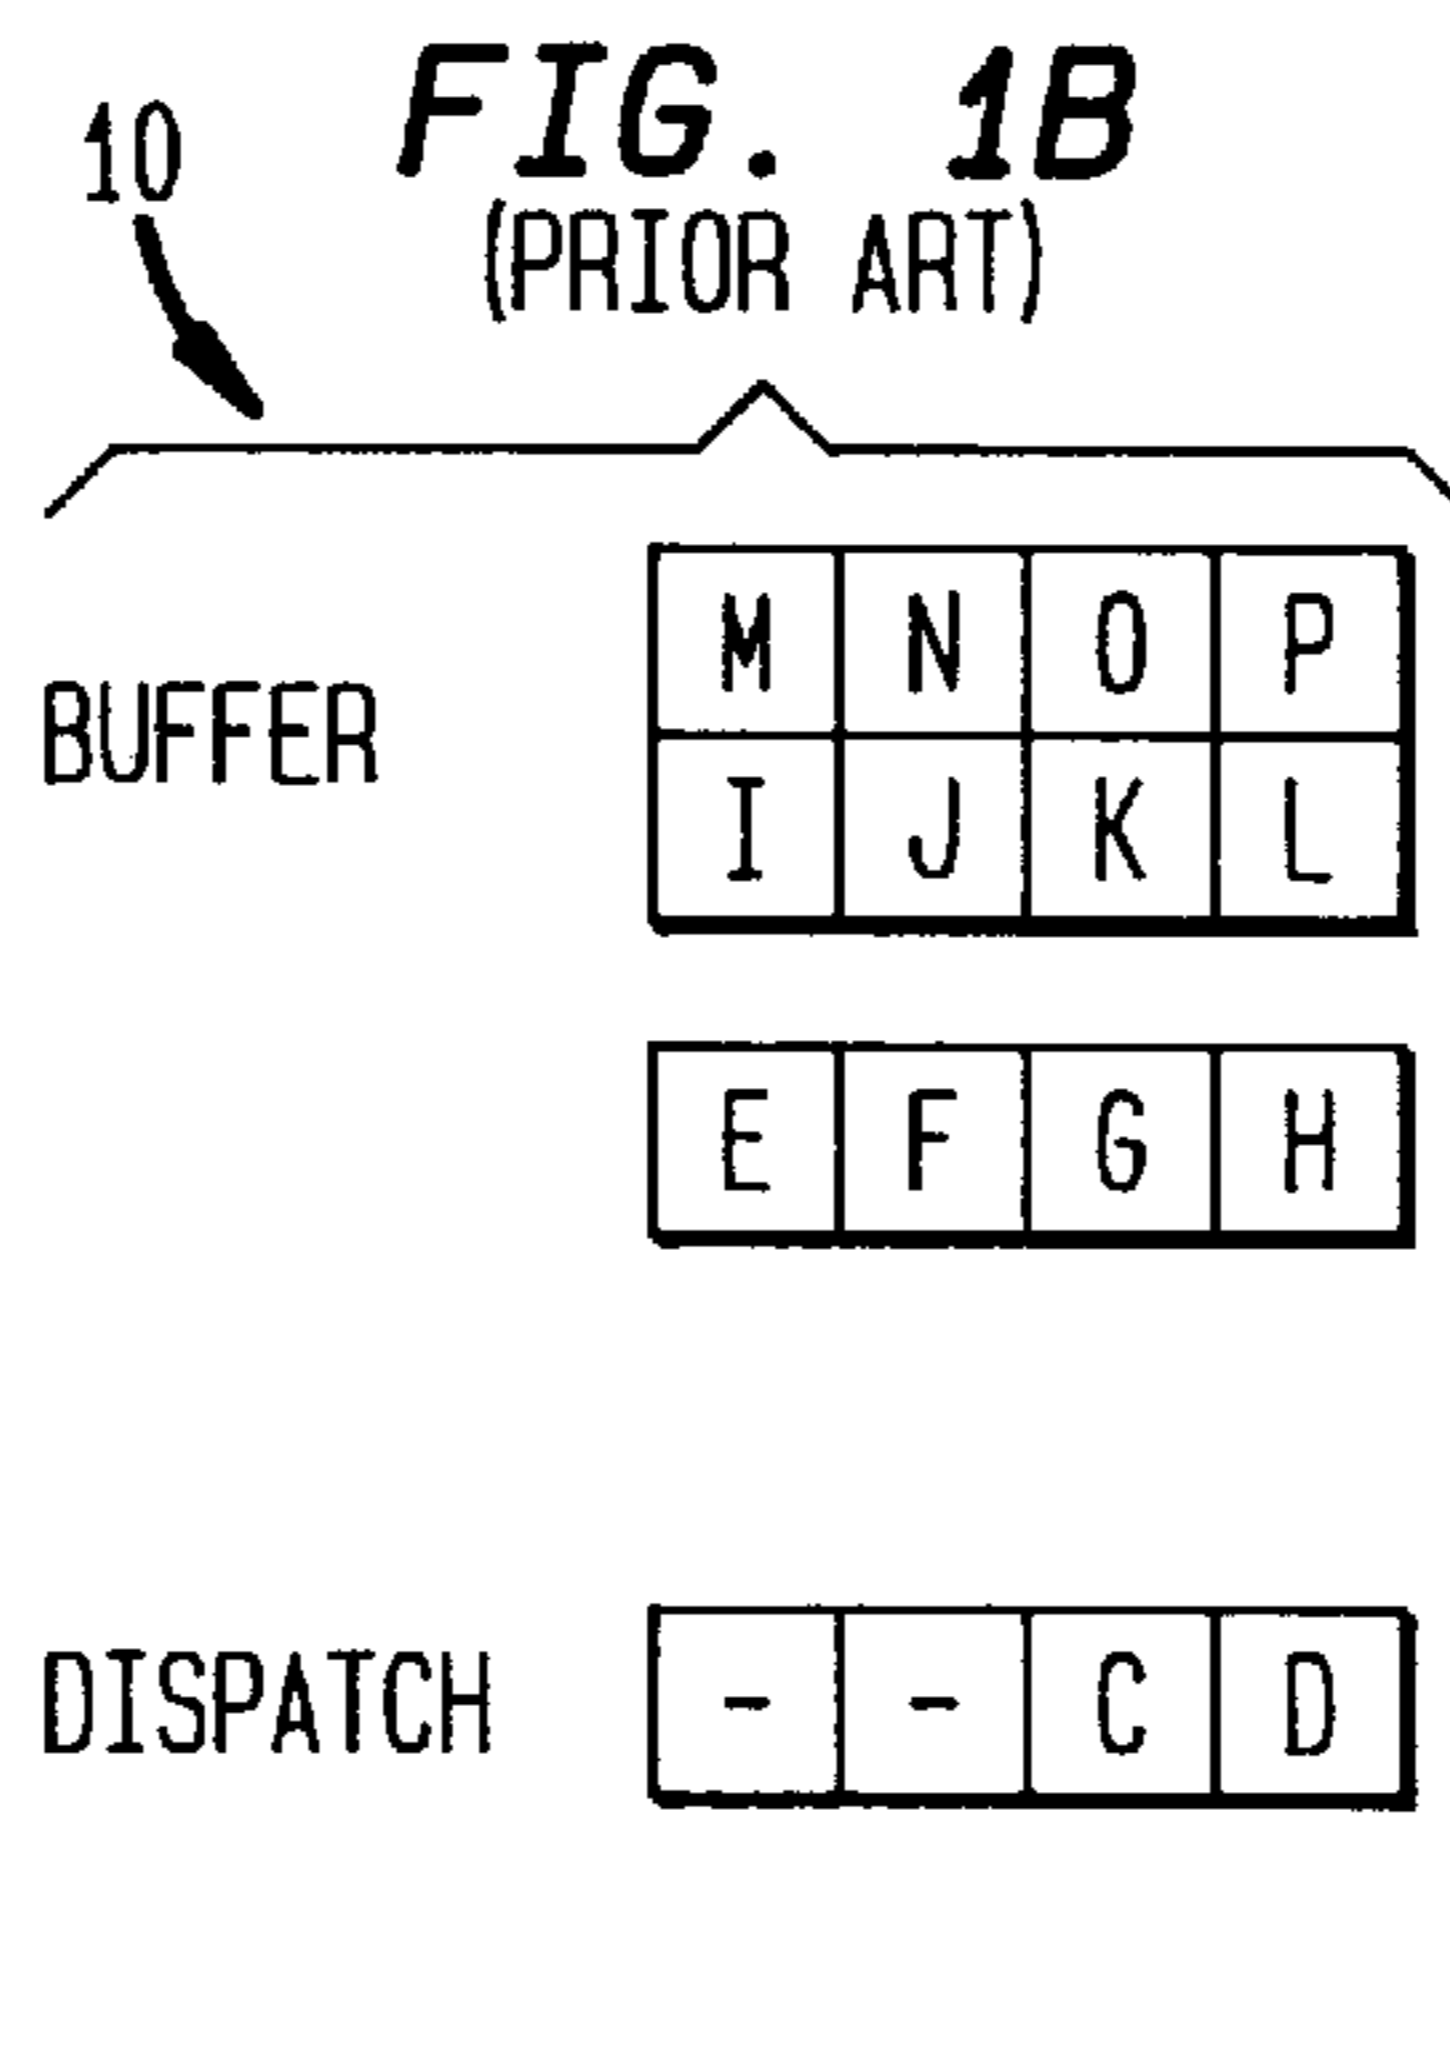 FIG. 1B
10
(PRIOR ART)
M N O P
BUFFER
I J K L
E F G H
DISPATCH - - C D